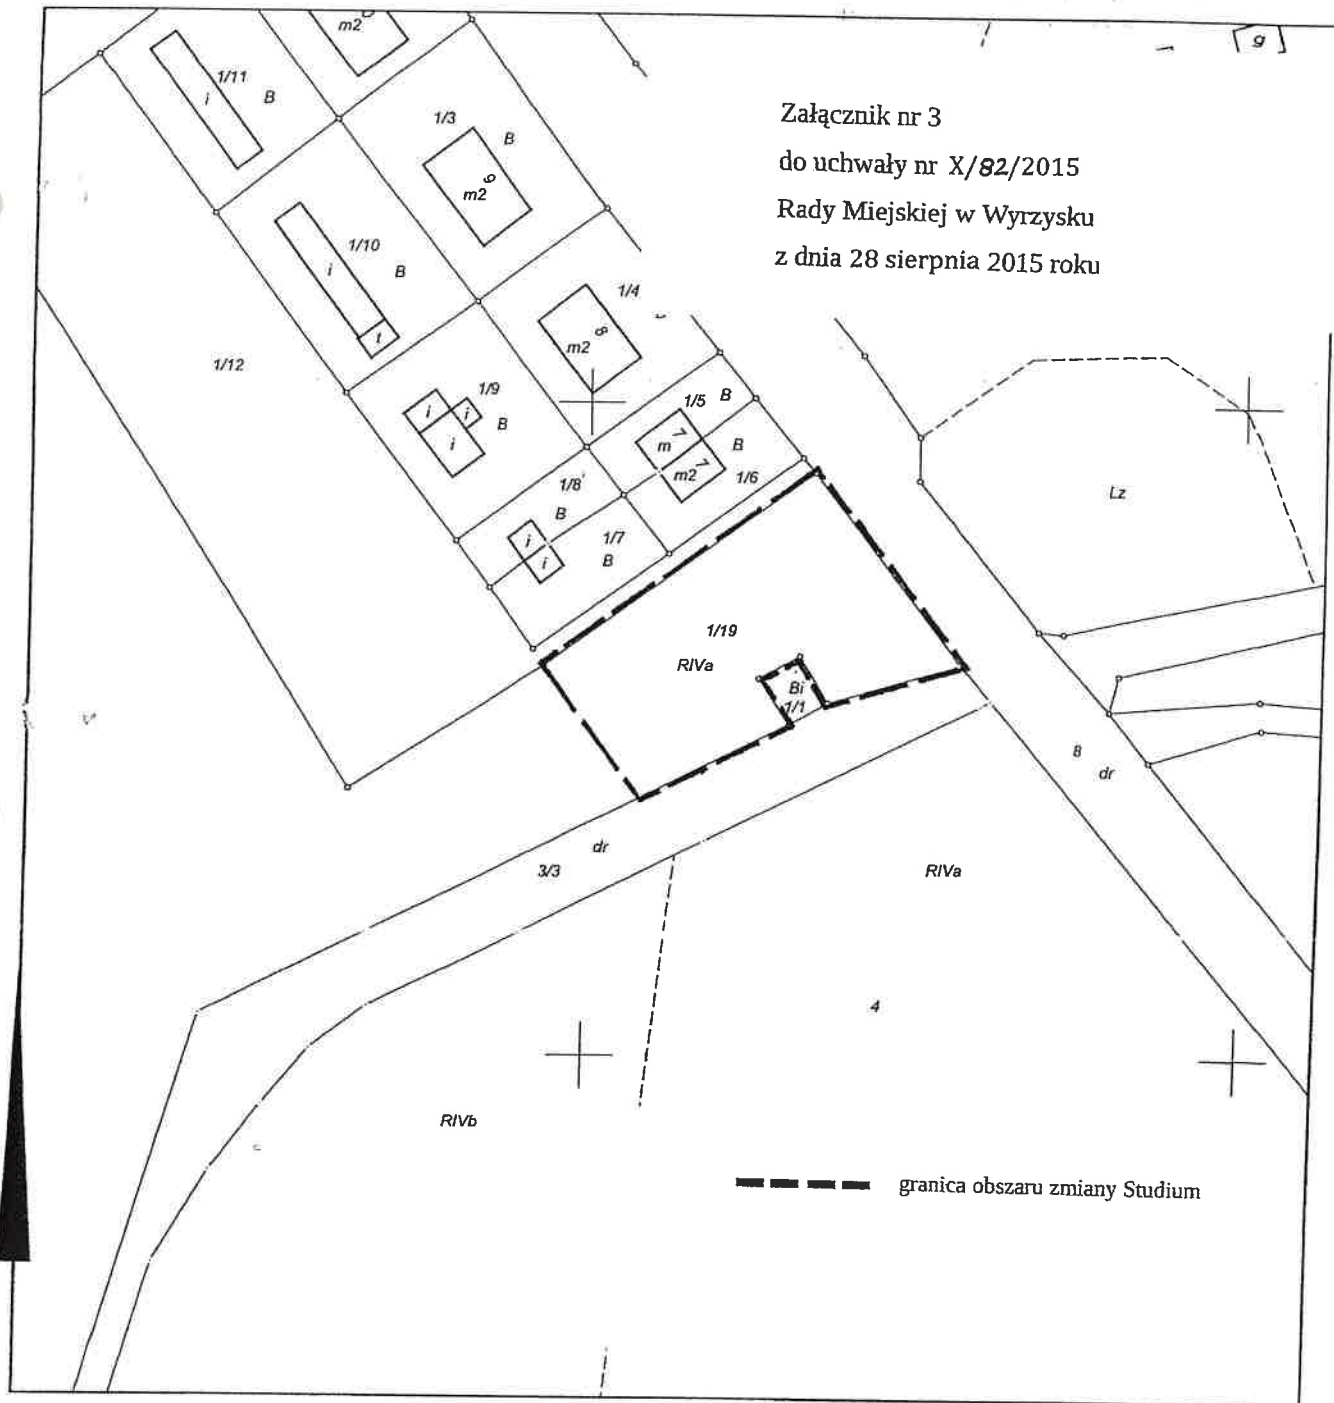 m2
g
1/11
i
B
Załącznik nr 3
do uchwały nr X/82/2015
Rady Miejskiej w Wyrzysku
z dnia 28 sierpnia 2015 roku
1/3
B
m2
9
1/10
i
B
t
1/4
m2
8
1/12
1/9
i
i
B
i
1/5
B
m
7
B
m2
7
1/6
1/8
B
i
i
1/7
B
Lz
1/19
RIVa
Bi
1/1
8
dr
dr
3/3
RIVa
4
RIVb
granica obszaru zmiany Studium